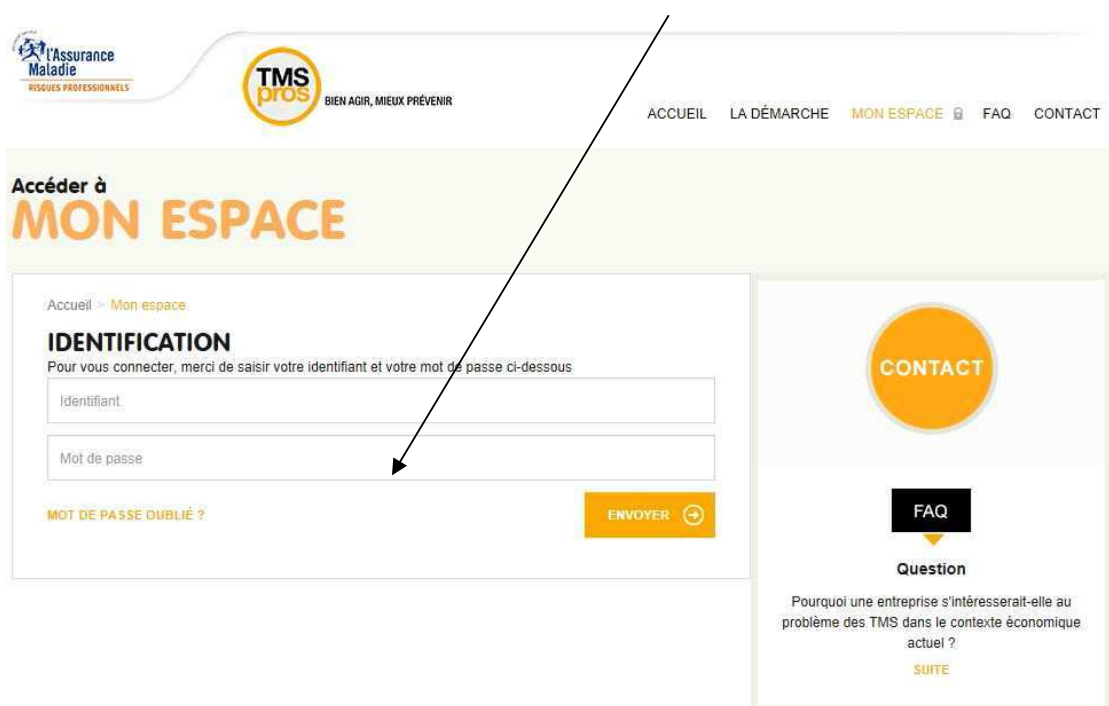 l'Assurance
Maladie
RISQUES PROFESSIONNELS
TMS
pros
BIEN AGIR, MIEUX PRÉVENIR
ACCUEIL LA DÉMARCHE MON ESPACE FAQ CONTACT
Accéder à
MON ESPACE
Accueil > Mon espace
IDENTIFICATION
Pour vous connecter, merci de saisir votre identifiant et votre mot de passe ci-dessous
Identifiant
Mot de passe
MOT DE PASSE OUBLIÉ ?
ENVOYER
CONTACT
FAQ
Question
Pourquoi une entreprise s'intéresserait-elle au
problème des TMS dans le contexte économique
actuel ?
SUITE